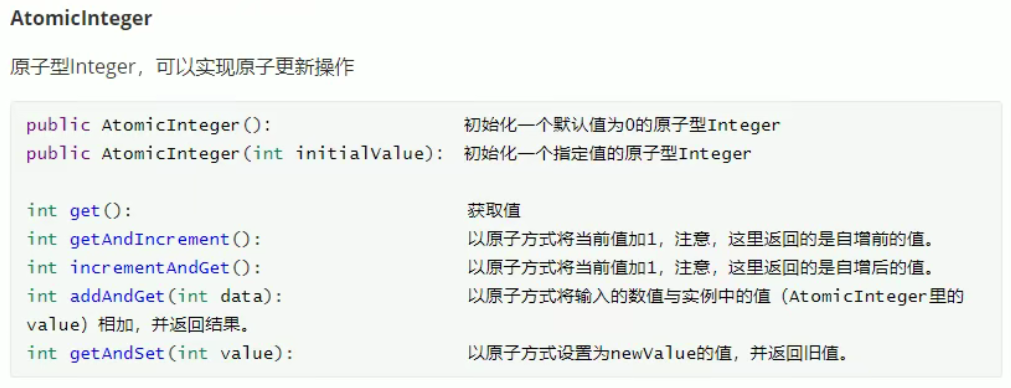 AtomicInteger
原子型Integer，可以实现原子更新操作
public AtomicInteger(): 初始化一个默认值为0的原子型Integer
public AtomicInteger(int initialValue): 初始化一个指定值的原子型Integer
int get(): 获取值
int getAndIncrement(): 以原子方式将当前值加1，注意，这里返回的是自增前的值。
int incrementAndGet(): 以原子方式将当前值加1，注意，这里返回的是自增后的值。
int addAndGet(int data): 以原子方式将输入的数值与实例中的值（AtomicInteger里的
value）相加，并返回结果。
int getAndSet(int value): 以原子方式设置为newValue的值，并返回旧值。